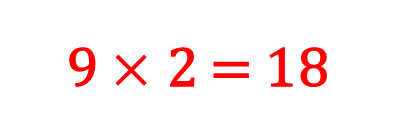 9 × 2 = 18